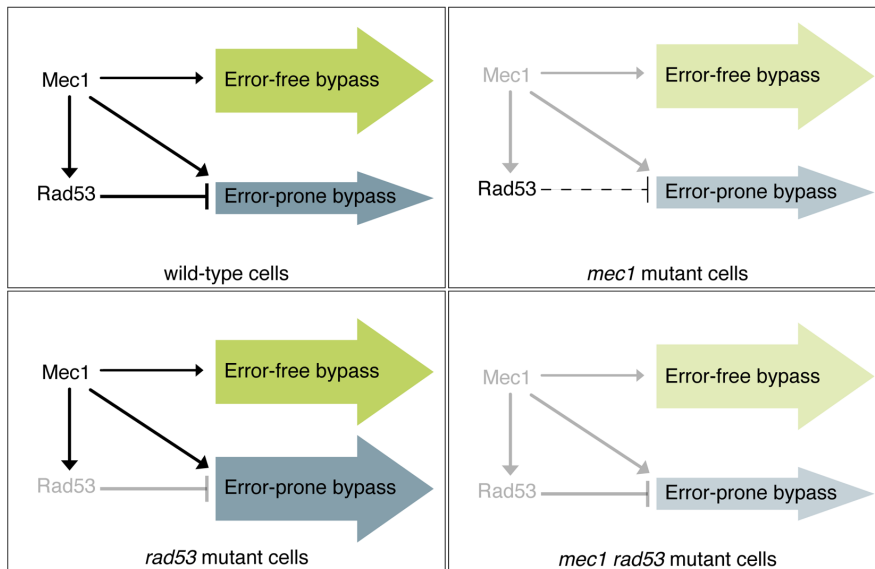 Mec1
Error-free bypass
Rad53
Error-prone bypass
wild-type cells
Mec1
Error-free bypass
Rad53
Error-prone bypass
mec1 mutant cells
Mec1
Error-free bypass
Rad53
Error-prone bypass
rad53 mutant cells
Mec1
Error-free bypass
Rad53
Error-prone bypass
mec1 rad53 mutant cells